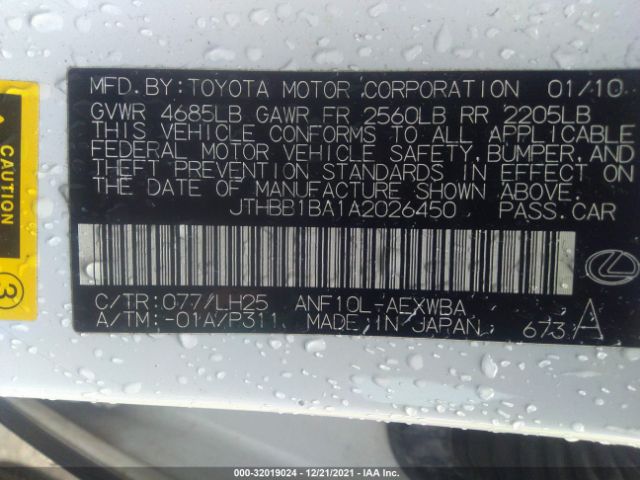 MFD. BY: TOYOTA MOTOR CORPORATION 01/10
GVWR 4685LB GAWR FR 2560LB RR 2205LB
THIS VEHICLE CONFORMS TO ALL APPLICABLE
FEDERAL MOTOR VEHICLE SAFETY, BUMPER, AND
THEFT PREVENTION STANDARDS IN EFFECT ON
THE DATE OF MANUFACTURE SHOWN ABOVE.
JTHBB1BA1A2026450 PASS. CAR
C/TR: 077/LH25 ANF10L-AEXWBA
A/TM: -01A/P311 MADE IN JAPAN 673 A
CAUTION
3
000-32019024 - 12/21/2021 - IAA Inc.